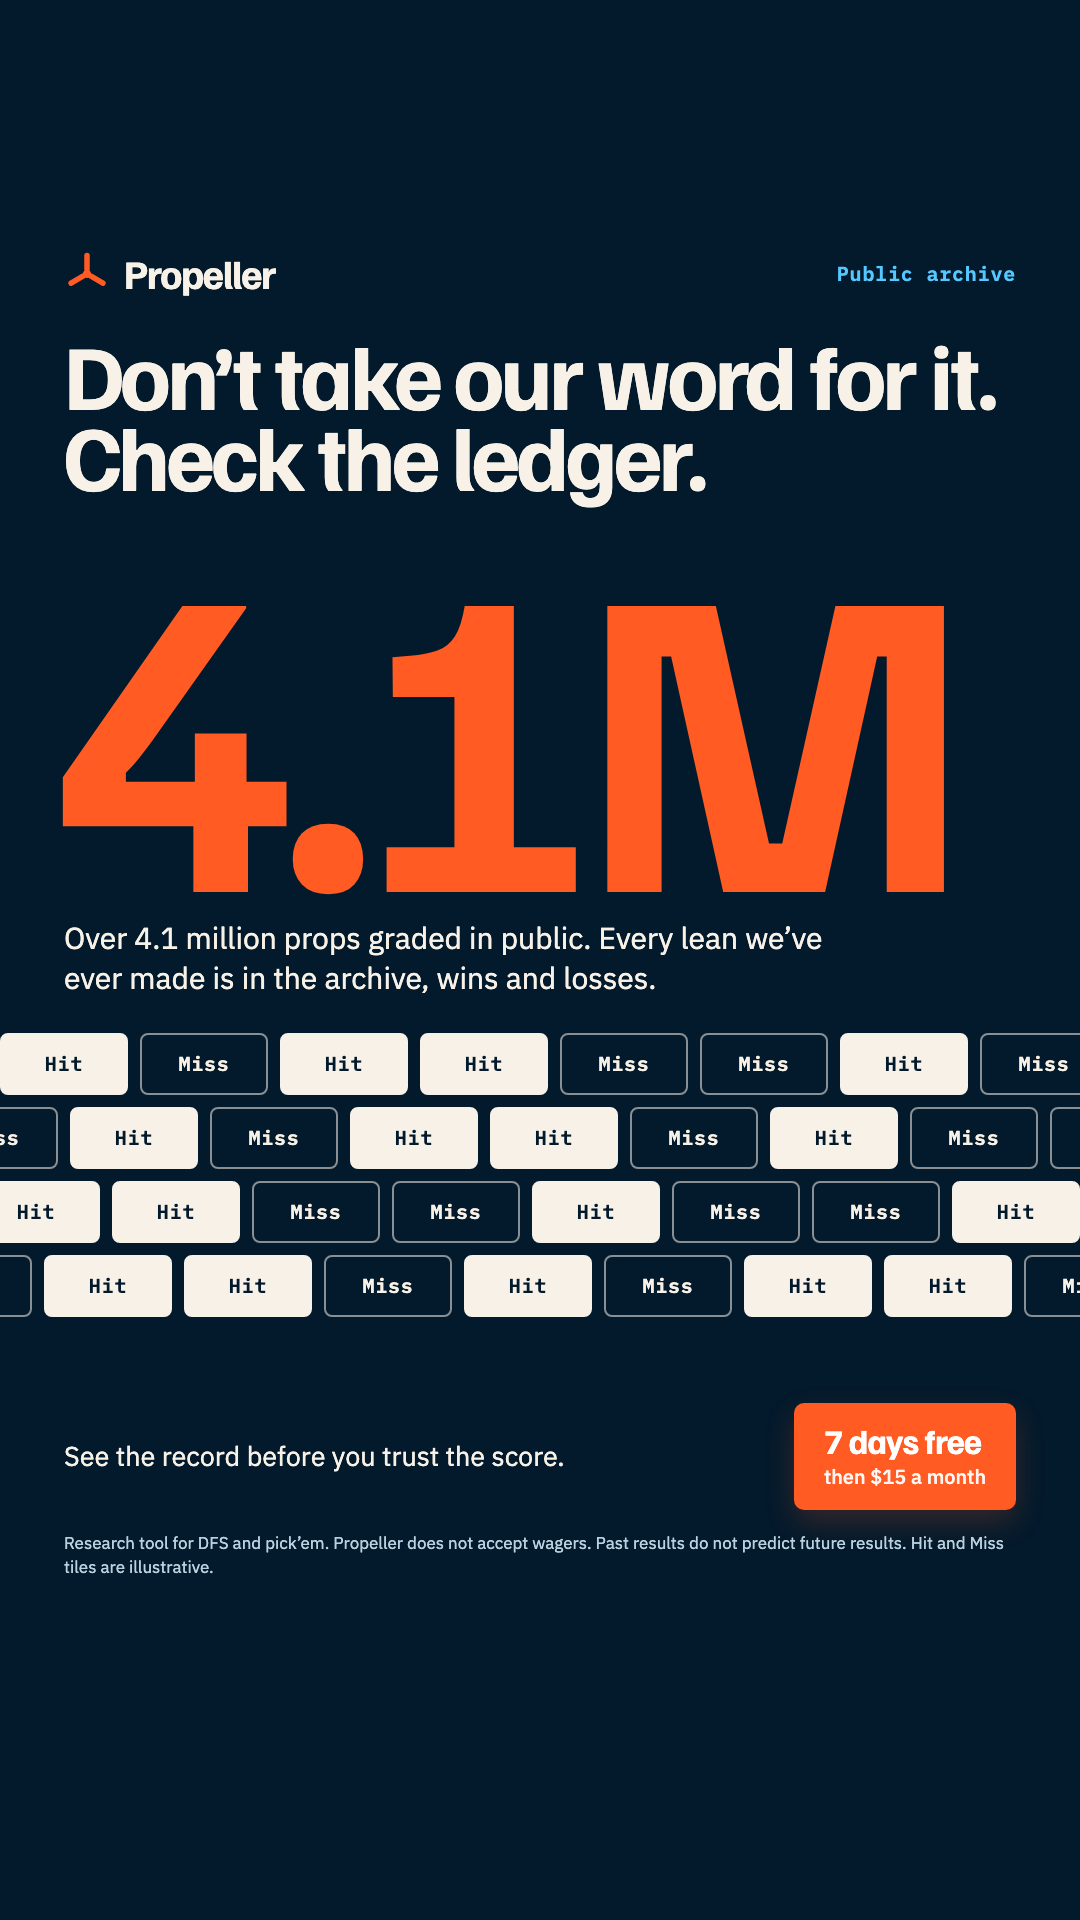 Propeller
Public archive
Don’t take our word for it.
Check the ledger.
4.1M
Over 4.1 million props graded in public. Every lean we’ve
ever made is in the archive, wins and losses.
Hit Miss Hit Hit Miss Miss Hit Miss
ss Hit Miss Hit Hit Miss Hit Miss
Hit Hit Miss Miss Hit Miss Miss Hit
Hit Hit Miss Hit Miss Hit Hit Mi
See the record before you trust the score.
7 days free
then $15 a month
Research tool for DFS and pick’em. Propeller does not accept wagers. Past results do not predict future results. Hit and Miss
tiles are illustrative.